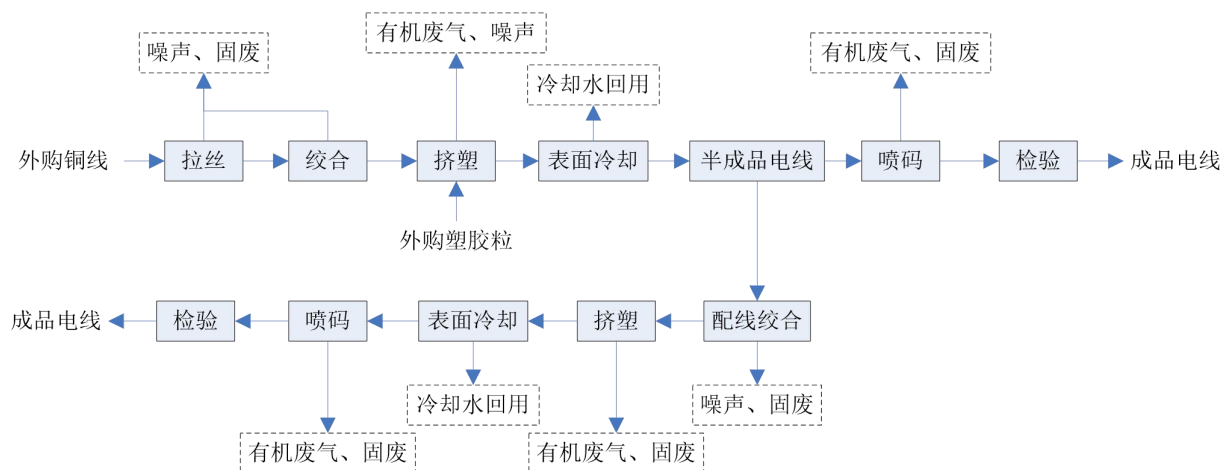 有机废气、噪声
噪声、固废
有机废气、固废
冷却水回用
外购铜线
拉丝
绞合
挤塑
表面冷却
半成品电线
喷码
检验
成品电线
外购塑胶粒
成品电线
检验
喷码
表面冷却
挤塑
配线绞合
冷却水回用
噪声、固废
有机废气、固废
有机废气、固废